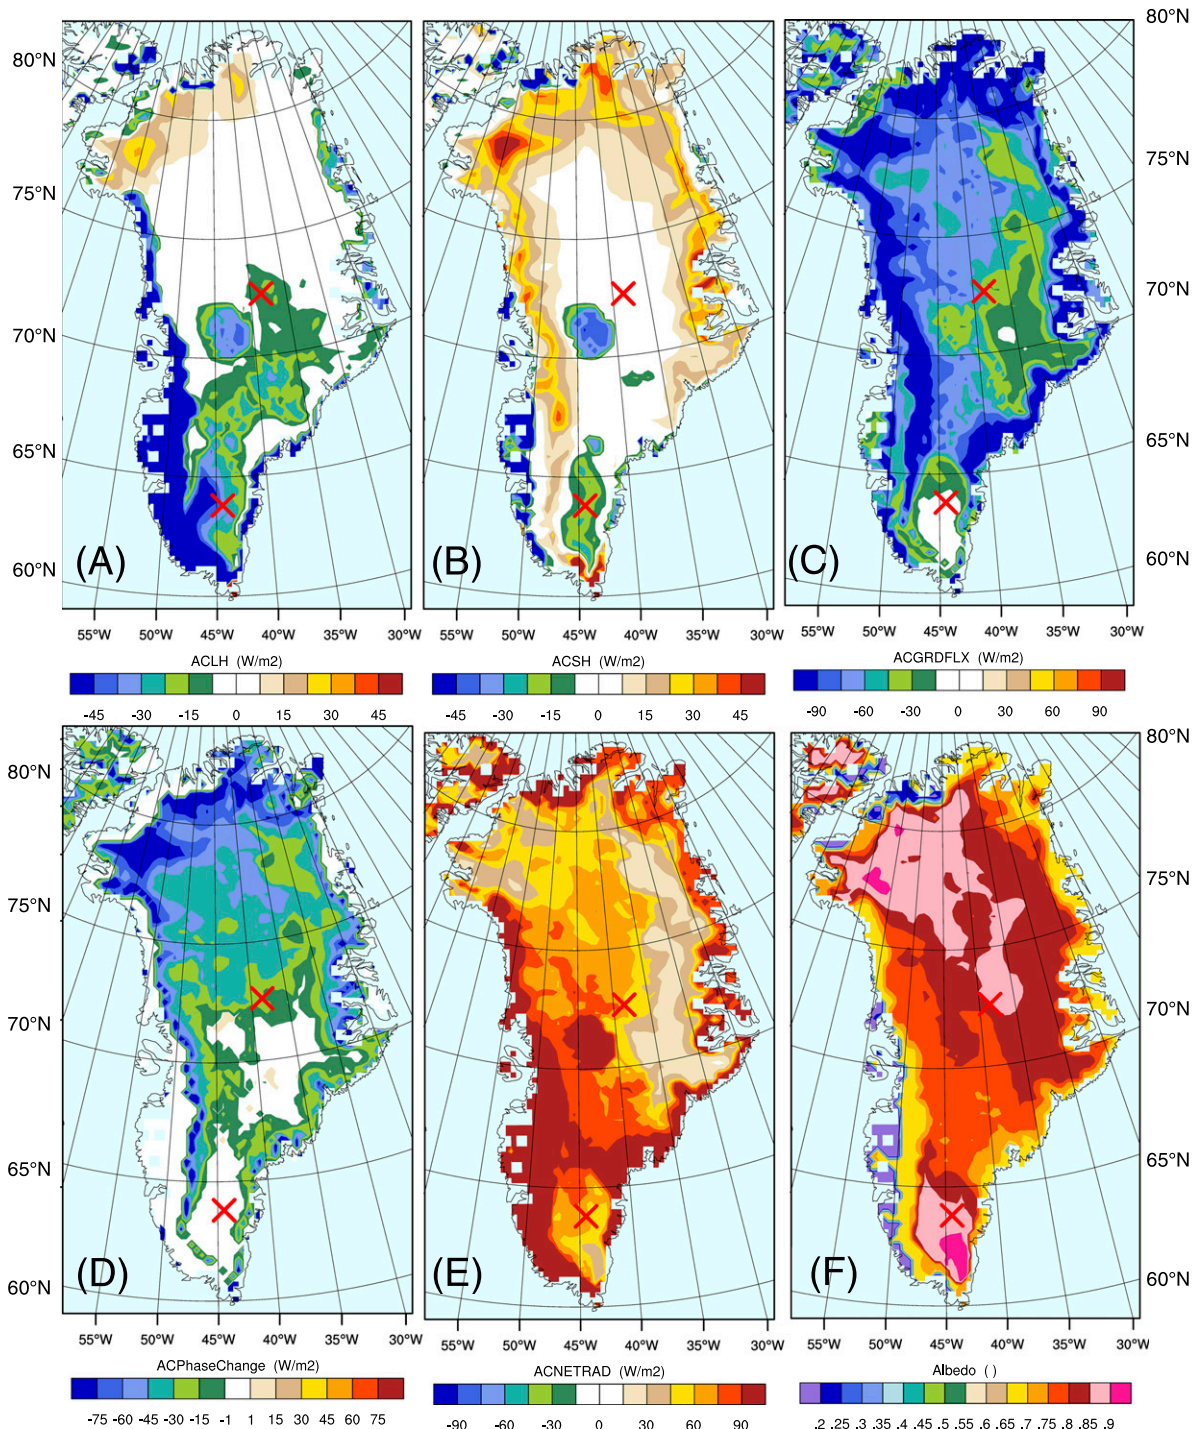 80°N
75°N
70°N
65°N
60°N
(A)
55°W 50°W 45°W 40°W 35°W 30°W
ACLH (W/m2)
-45 -30 -15 0 15 30 45
(B)
55°W 50°W 45°W 40°W 35°W 30°W
ACSH (W/m2)
-45 -30 -15 0 15 30 45
80°N
75°N
70°N
65°N
60°N
(C)
55°W 50°W 45°W 40°W 35°W 30°W
ACGRDFLX (W/m2)
-90 -60 -30 0 30 60 90
80°N
75°N
70°N
65°N
60°N
(D)
55°W 50°W 45°W 40°W 35°W 30°W
ACPhaseChange (W/m2)
-75 -60 -45 -30 -15 -1 1 15 30 45 60 75
(E)
55°W 50°W 45°W 40°W 35°W 30°W
ACNETRAD (W/m2)
-90 -60 -30 0 30 60 90
80°N
75°N
70°N
65°N
60°N
(F)
55°W 50°W 45°W 40°W 35°W 30°W
Albedo ( )
.2 .25 .3 .35 .4 .45 .5 .55 .6 .65 .7 .75 .8 .85 .9